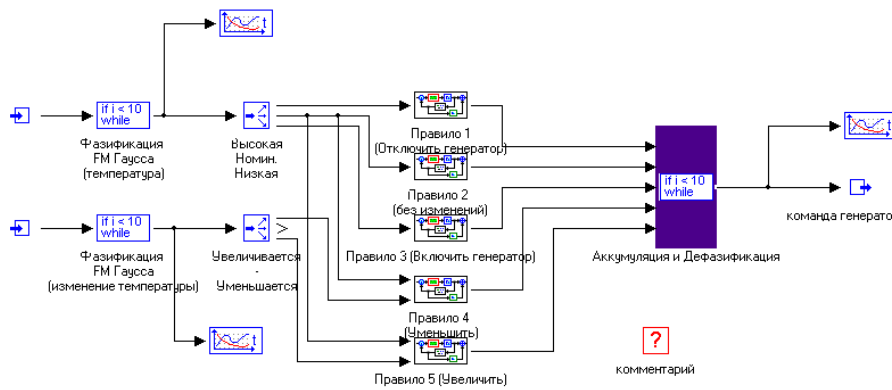 t
if i < 10
while
Фазификация
FM Гаусса
(температура)
Высокая
Номин.
Низкая
Правило 1
(Отключить генератор)
Правило 2
(без изменений)
Правило 3 (Включить генератор)
if i < 10
while
Аккумуляция и Дефазификация
t
команда генерато
if i < 10
while
Фазификация
FM Гаусса
(изменение температуры)
Увеличивается
-
Уменьшается
Правило 4
(Уменьшить)
Правило 5 (Увеличить)
t
?
комментарий